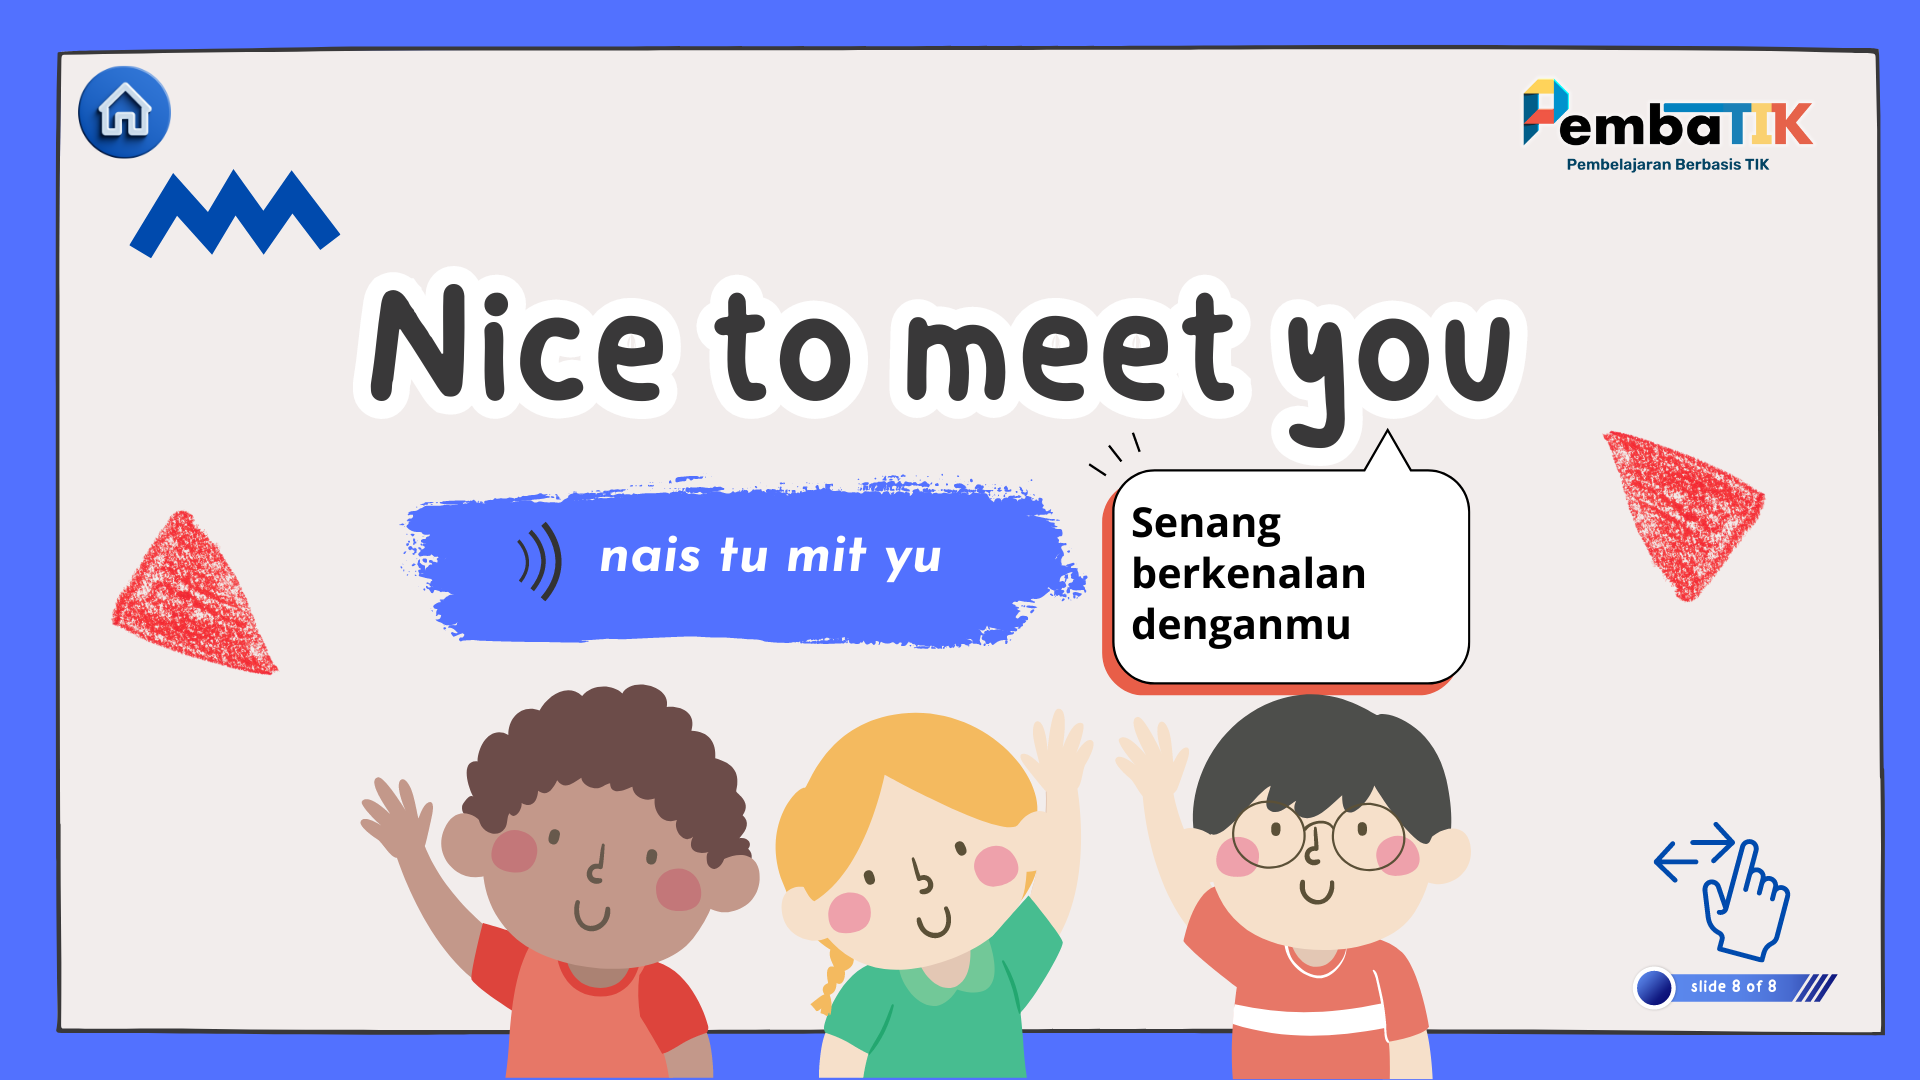 PembaTIK
Pembelajaran Berbasis TIK
Nice to meet you
nais tu mit yu
Senang
berkenalan
denganmu
slide 8 of 8